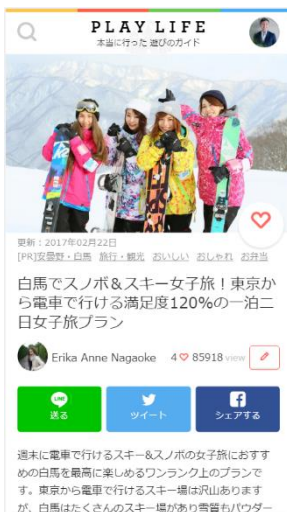 PLAY LIFE
本当に行った 遊びのガイド
更新：2017年02月22日
[PR]安曇野・白馬 旅行・観光 おいしい おしゃれ お弁当
白馬でスノボ＆スキー女子旅！東京か
ら電車で行ける満足度120%の一泊二
日女子旅プラン
Erika Anne Nagaoke 4 85918 view
送る ツイート シェアする
週末に電車で行けるスキー&スノボの女子旅におすす
めの白馬を最高に楽しめるワンランク上のプランで
す。東京から電車で行けるスキー場は沢山あります
が、白馬はたくさんのスキー場があり雪質もパウダー